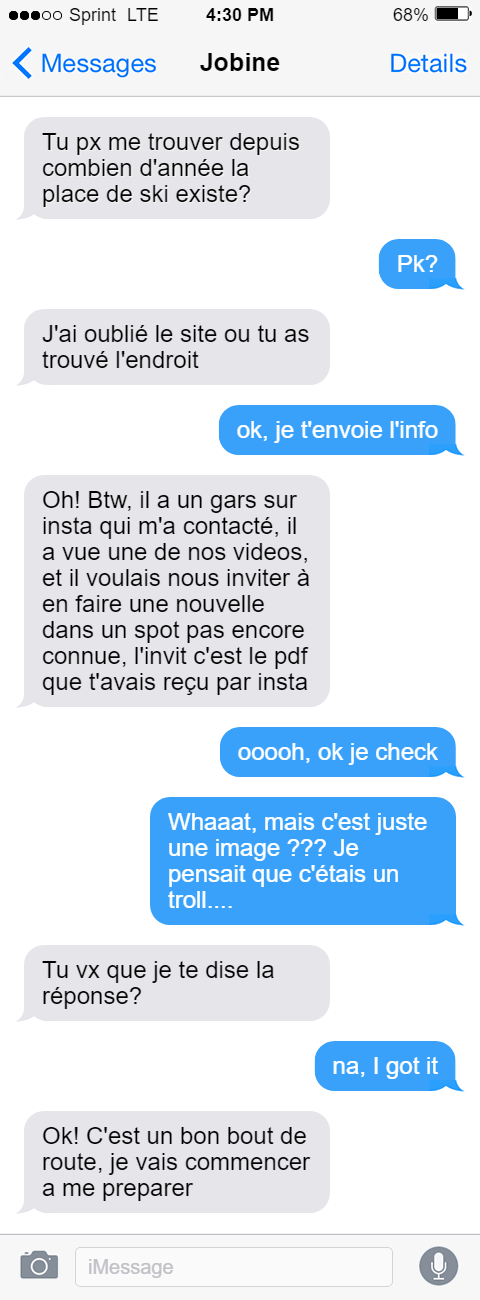 Sprint LTE 4:30 PM 68%
Messages Jobine Details
Tu px me trouver depuis
combien d'année la
place de ski existe?
Pk?
J'ai oublié le site ou tu as
trouvé l'endroit
ok, je t'envoie l'info
Oh! Btw, il a un gars sur
insta qui m'a contacté, il
a vue une de nos videos,
et il voulais nous inviter à
en faire une nouvelle
dans un spot pas encore
connue, l'invit c'est le pdf
que t'avais reçu par insta
ooooh, ok je check
Whaaat, mais c'est juste
une image ??? Je
pensait que c'étais un
troll....
Tu vx que je te dise la
réponse?
na, I got it
Ok! C'est un bon bout de
route, je vais commencer
a me preparer
iMessage